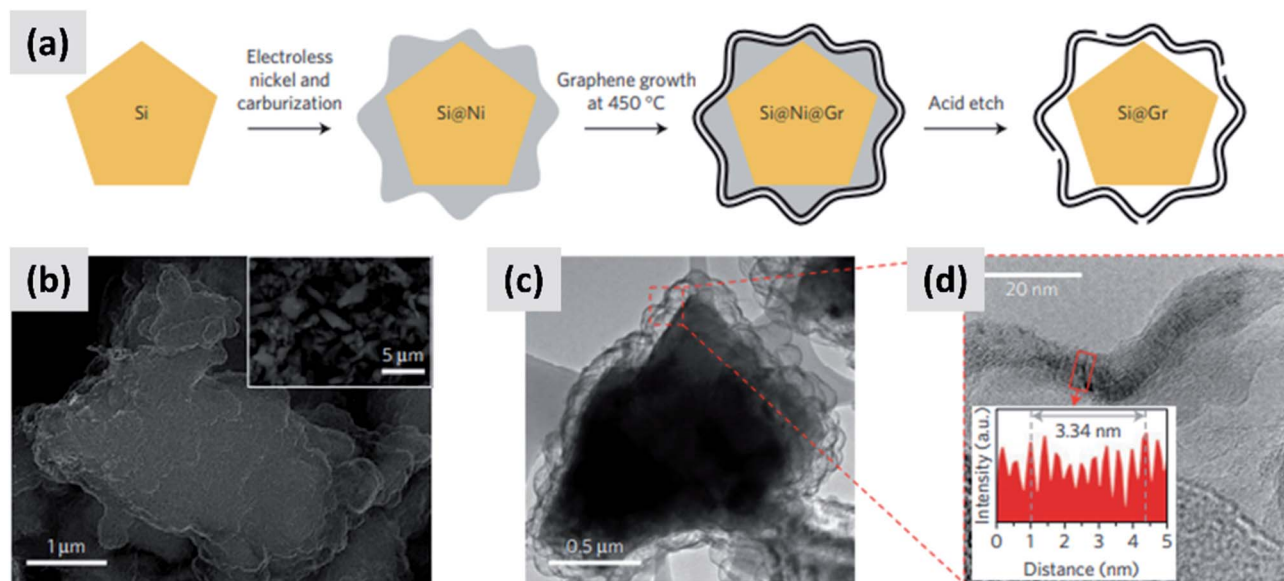 (a)
Si
Electroless
nickel and
carburization
Si@Ni
Graphene growth
at 450 °C
Si@Ni@Gr
Acid etch
Si@Gr
(b)
5 μm
1 μm
(c)
0.5 μm
(d)
20 nm
3.34 nm
Intensity (a.u.)
0 1 2 3 4 5
Distance (nm)